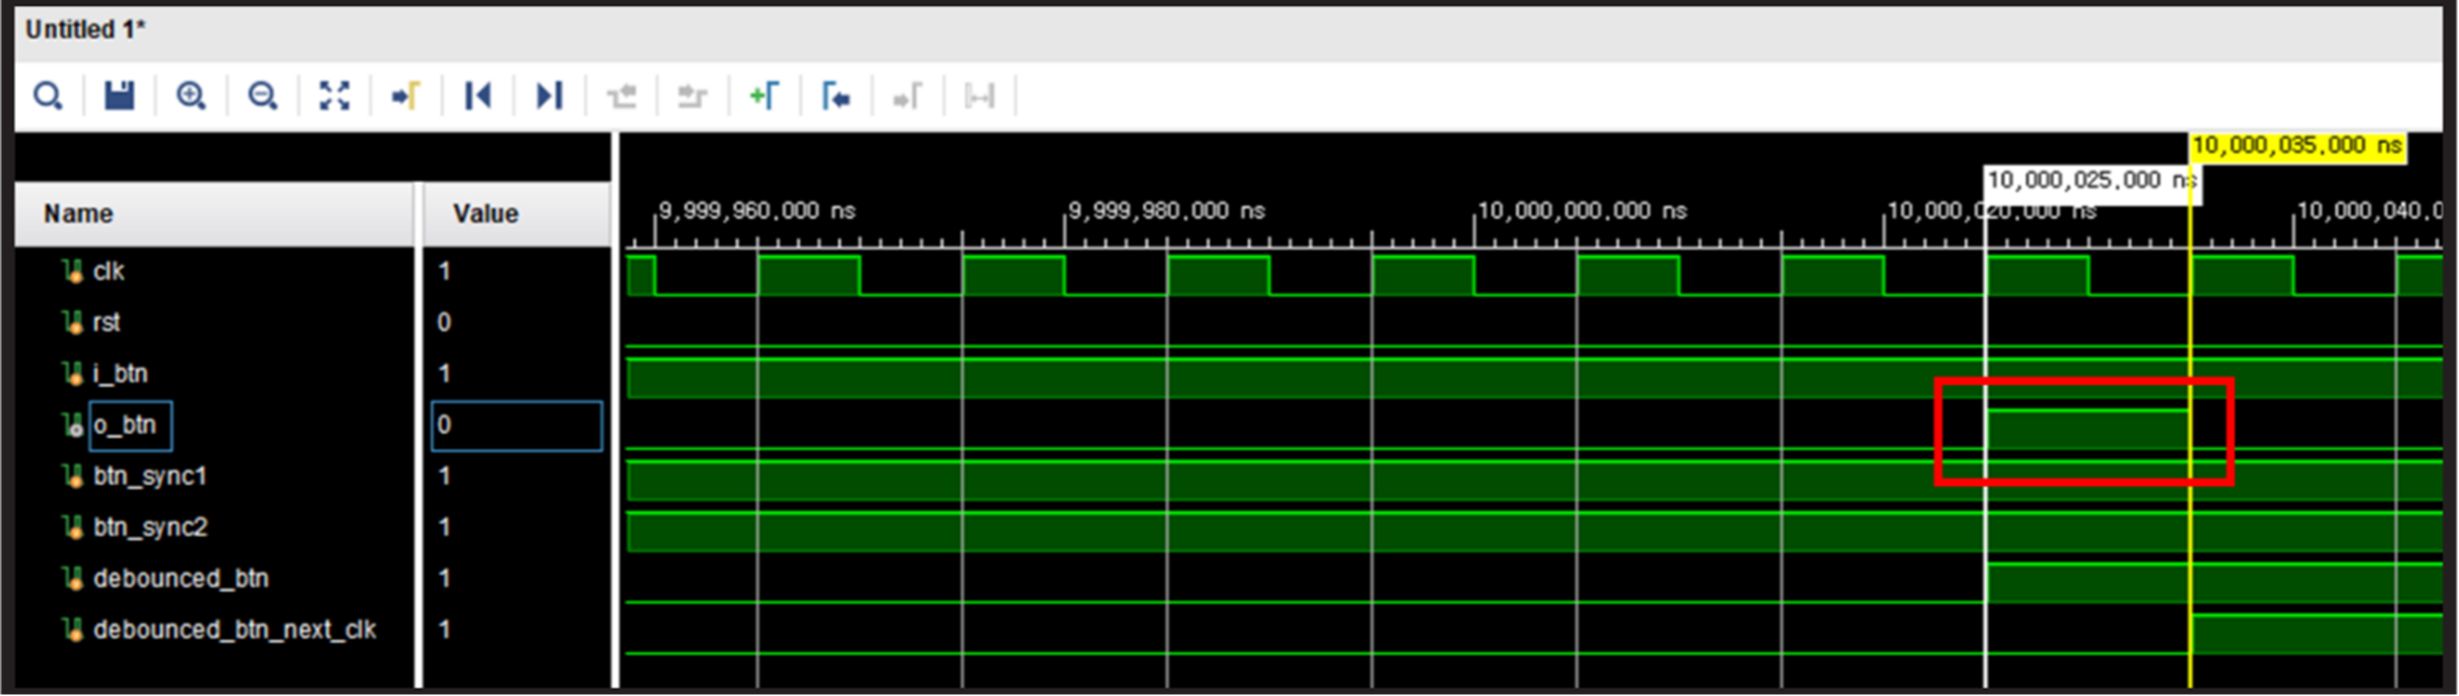 Untitled 1*
10,000,035.000 ns
10,000,025.000 ns
Name Value
9,999,960.000 ns 9,999,980.000 ns 10,000,000.000 ns 10,000,020.000 ns 10,000,040.0
clk 1
rst 0
i_btn 1
o_btn 0
btn_sync1 1
btn_sync2 1
debounced_btn 1
debounced_btn_next_clk 1